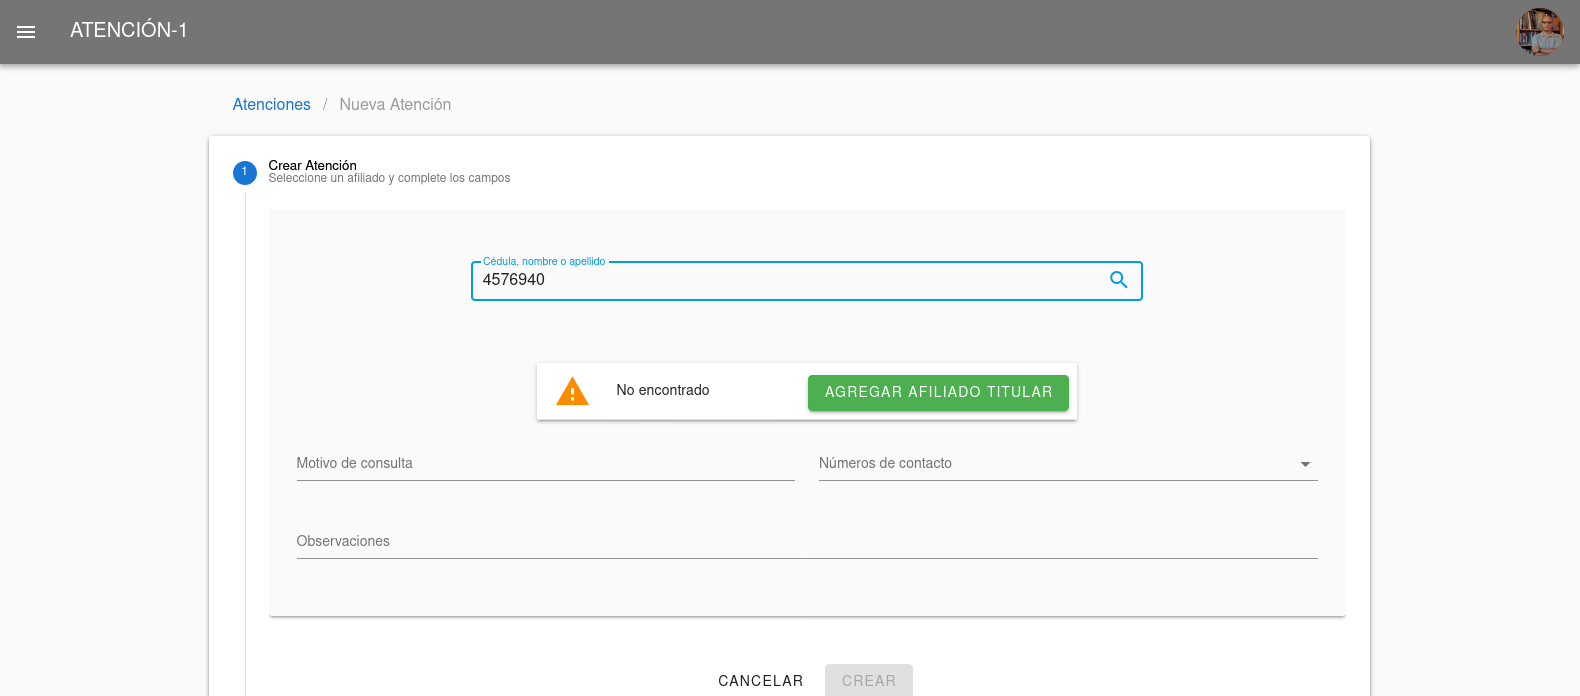 ATENCIÓN-1
Atenciones / Nueva Atención
1
Crear Atención
Seleccione un afiliado y complete los campos
Cédula, nombre o apellido
4576940
No encontrado
AGREGAR AFILIADO TITULAR
Motivo de consulta
Números de contacto
Observaciones
CANCELAR
CREAR